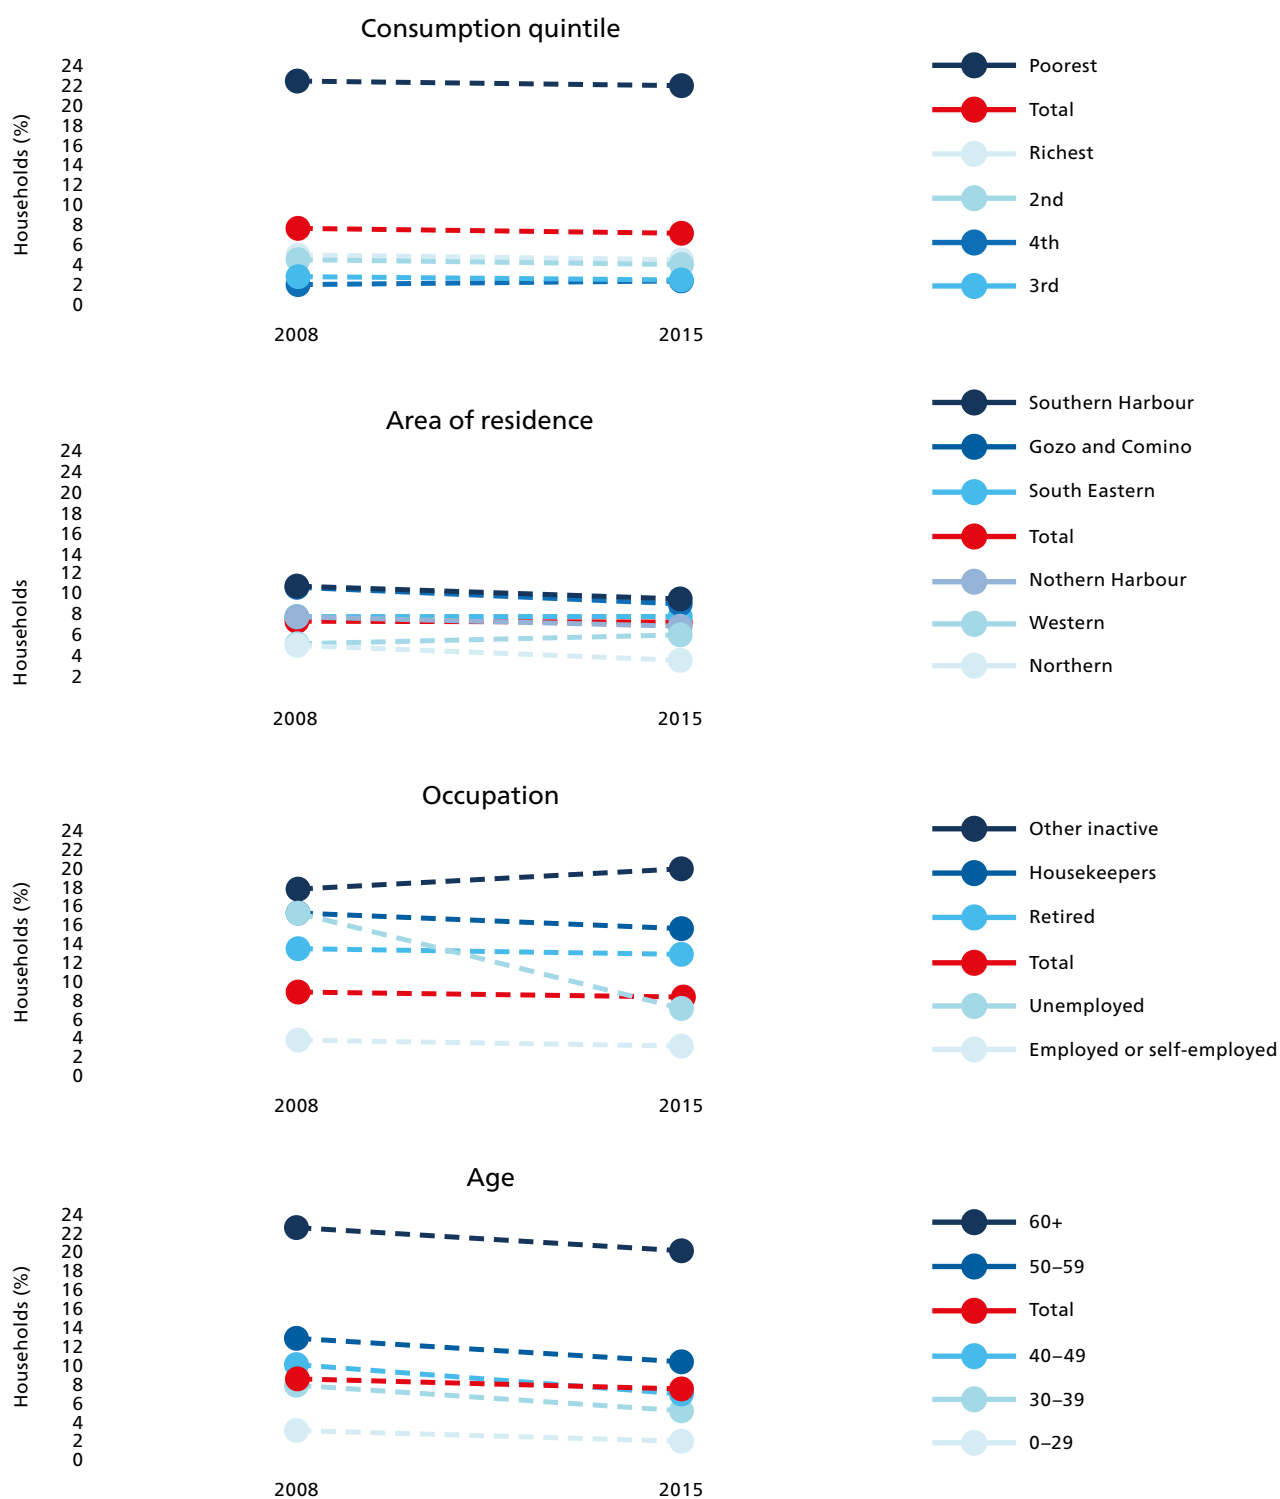 Consumption quintile
Households (%)
24
22
20
18
16
14
12
10
8
6
4
2
0
2008 2015
Poorest
Total
Richest
2nd
4th
3rd
Area of residence
Households
24
24
20
18
16
14
12
10
8
6
4
2
2008 2015
Southern Harbour
Gozo and Comino
South Eastern
Total
Nothern Harbour
Western
Northern
Occupation
Households (%)
24
22
20
18
16
16
14
12
10
8
6
4
2
0
2008 2015
Other inactive
Housekeepers
Retired
Total
Unemployed
Employed or self-employed
Age
Households (%)
24
22
20
18
16
16
14
12
10
8
6
4
2
0
2008 2015
60+
50–59
Total
40–49
30–39
0–29